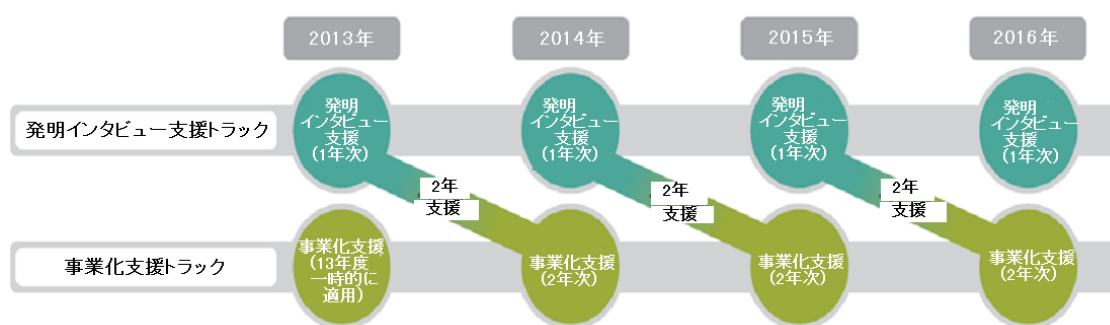 2013年
2014年
2015年
2016年
発明インタビュー支援トラック
発明
インタビュー
支援
(1年次)
発明
インタビュー
支援
(1年次)
発明
インタビュー
支援
(1年次)
発明
インタビュー
支援
(1年次)
2年
支援
2年
支援
2年
支援
事業化支援トラック
事業化支援
(13年度
一時的に
適用)
事業化支援
(2年次)
事業化支援
(2年次)
事業化支援
(2年次)